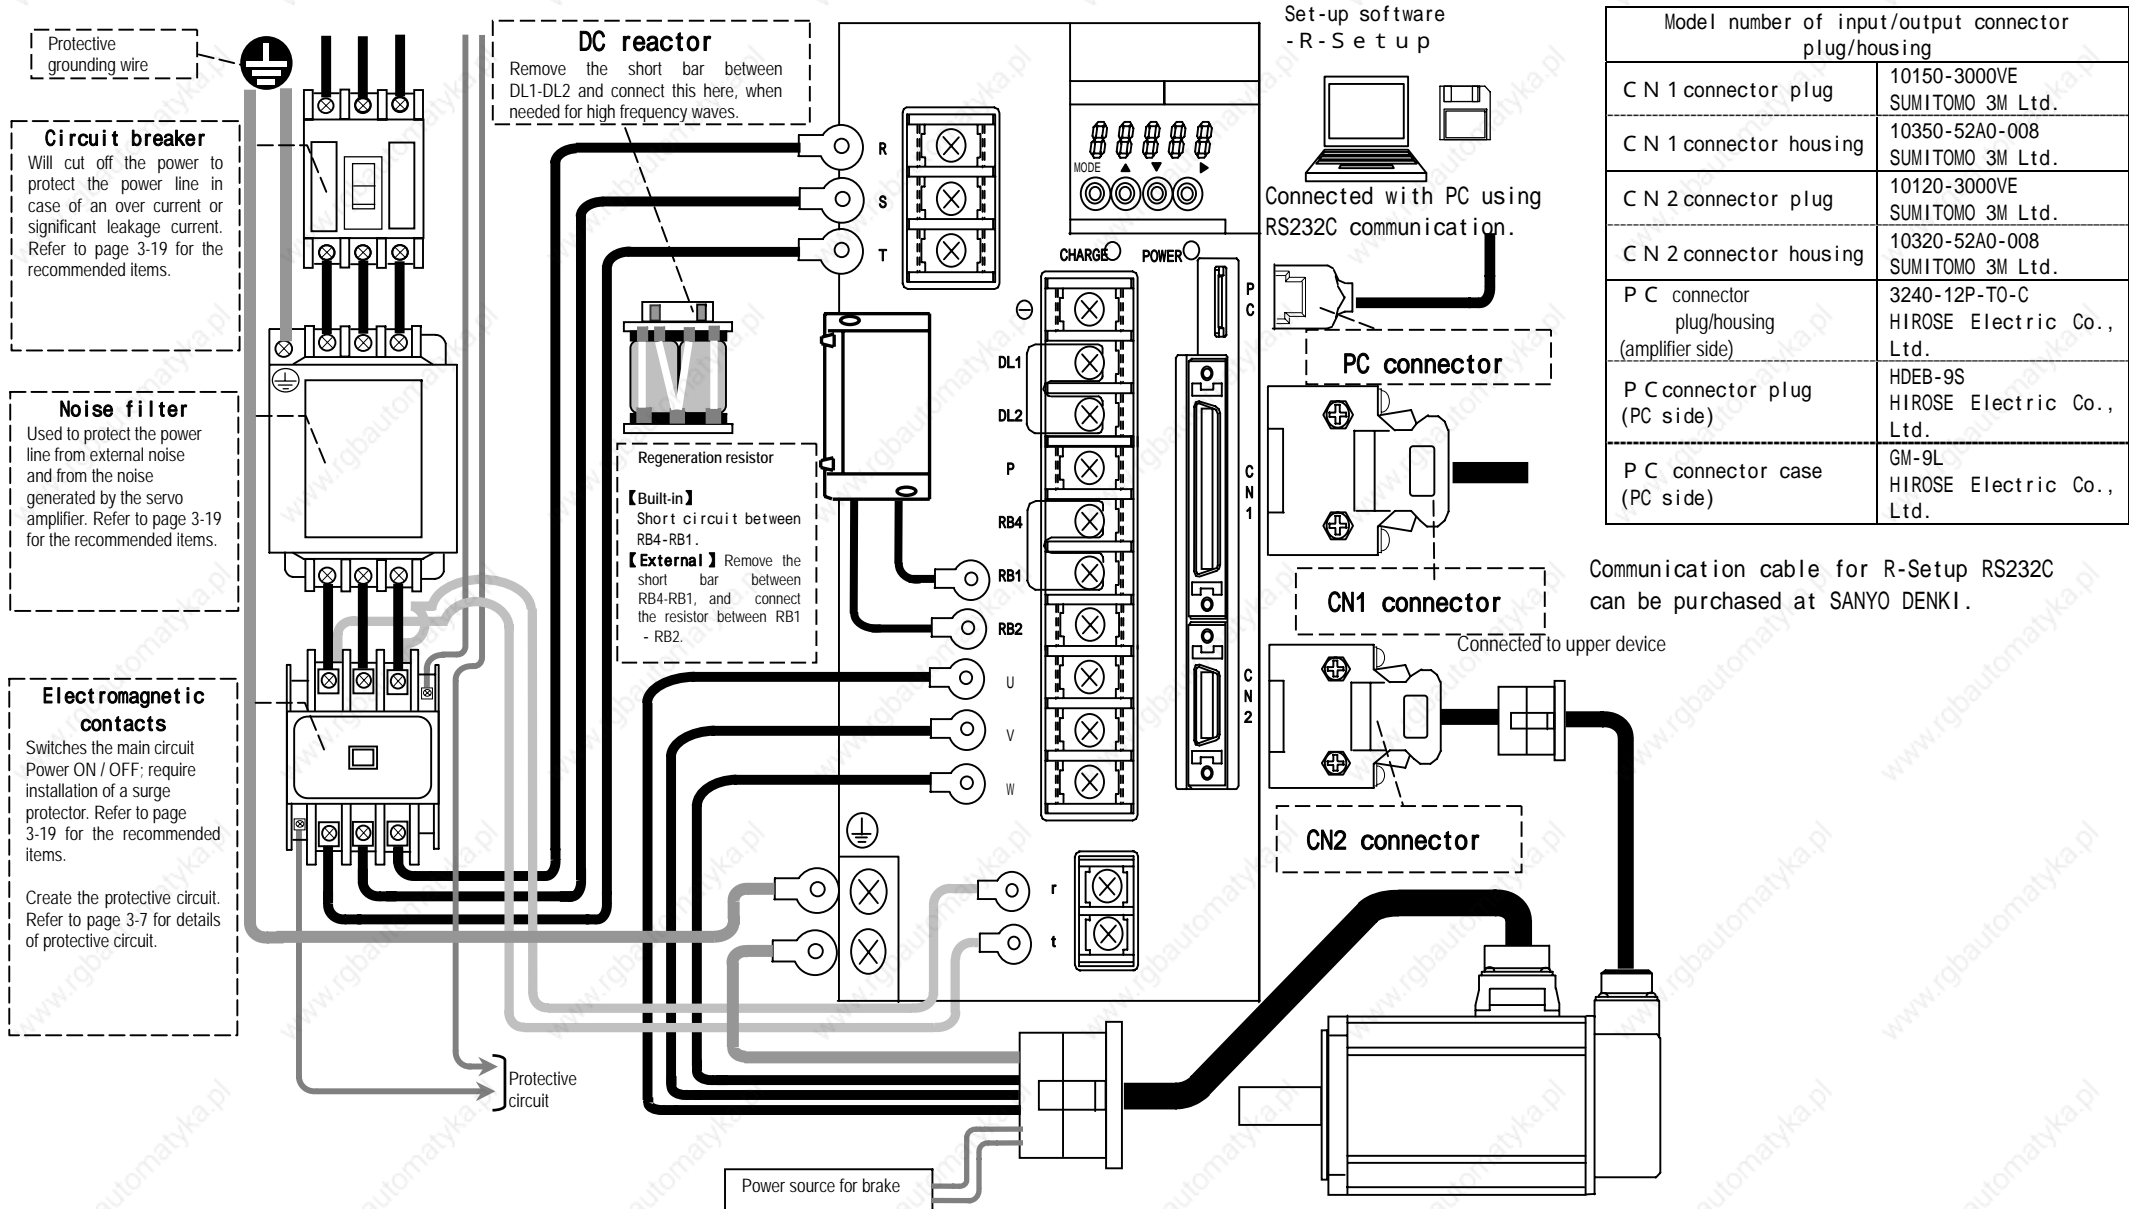 Protective
grounding wire
Circuit breaker
Will cut off the power to
protect the power line in
case of an over current or
significant leakage current.
Refer to page 3-19 for the
recommended items.
Noise filter
Used to protect the power
line from external noise
and from the noise
generated by the servo
amplifier. Refer to page 3-19
for the recommended items.
Electromagnetic
contacts
Switches the main circuit
Power ON / OFF; require
installation of a surge
protector. Refer to page
3-19 for the recommended
items.
Create the protective circuit.
Refer to page 3-7 for details
of protective circuit.
Protective
circuit
DC reactor
Remove the short bar between
DL1-DL2 and connect this here, when
needed for high frequency waves.
Regeneration resistor
【Built-in】
Short circuit between
RB4-RB1.
【External】Remove the
short bar between
RB4-RB1, and connect
the resistor between RB1
- RB2.
R
S
T
MODE ▲ ▼ ▶
CHARGE POWER
⊖
DL1
DL2
P
RB4
RB1
RB2
U
V
W
r
t
PC
CN1
CN2
Power source for brake
Set-up software
-R-Setup
Connected with PC using
RS232C communication.
PC connector
CN1 connector
Connected to upper device
CN2 connector
Model number of input/output connector
plug/housing
CN1 connector plug 10150-3000VE
SUMITOMO 3M Ltd.
CN1 connector housing 10350-52A0-008
SUMITOMO 3M Ltd.
CN2 connector plug 10120-3000VE
SUMITOMO 3M Ltd.
CN2 connector housing 10320-52A0-008
SUMITOMO 3M Ltd.
PC connector 3240-12P-TO-C
plug/housing HIROSE Electric Co.,
(amplifier side) Ltd.
PC connector plug HDEB-9S
(PC side) HIROSE Electric Co.,
Ltd.
PC connector case GM-9L
(PC side) HIROSE Electric Co.,
Ltd.
Communication cable for R-Setup RS232C
can be purchased at SANYO DENKI.
www.rgbautomatyka.pl